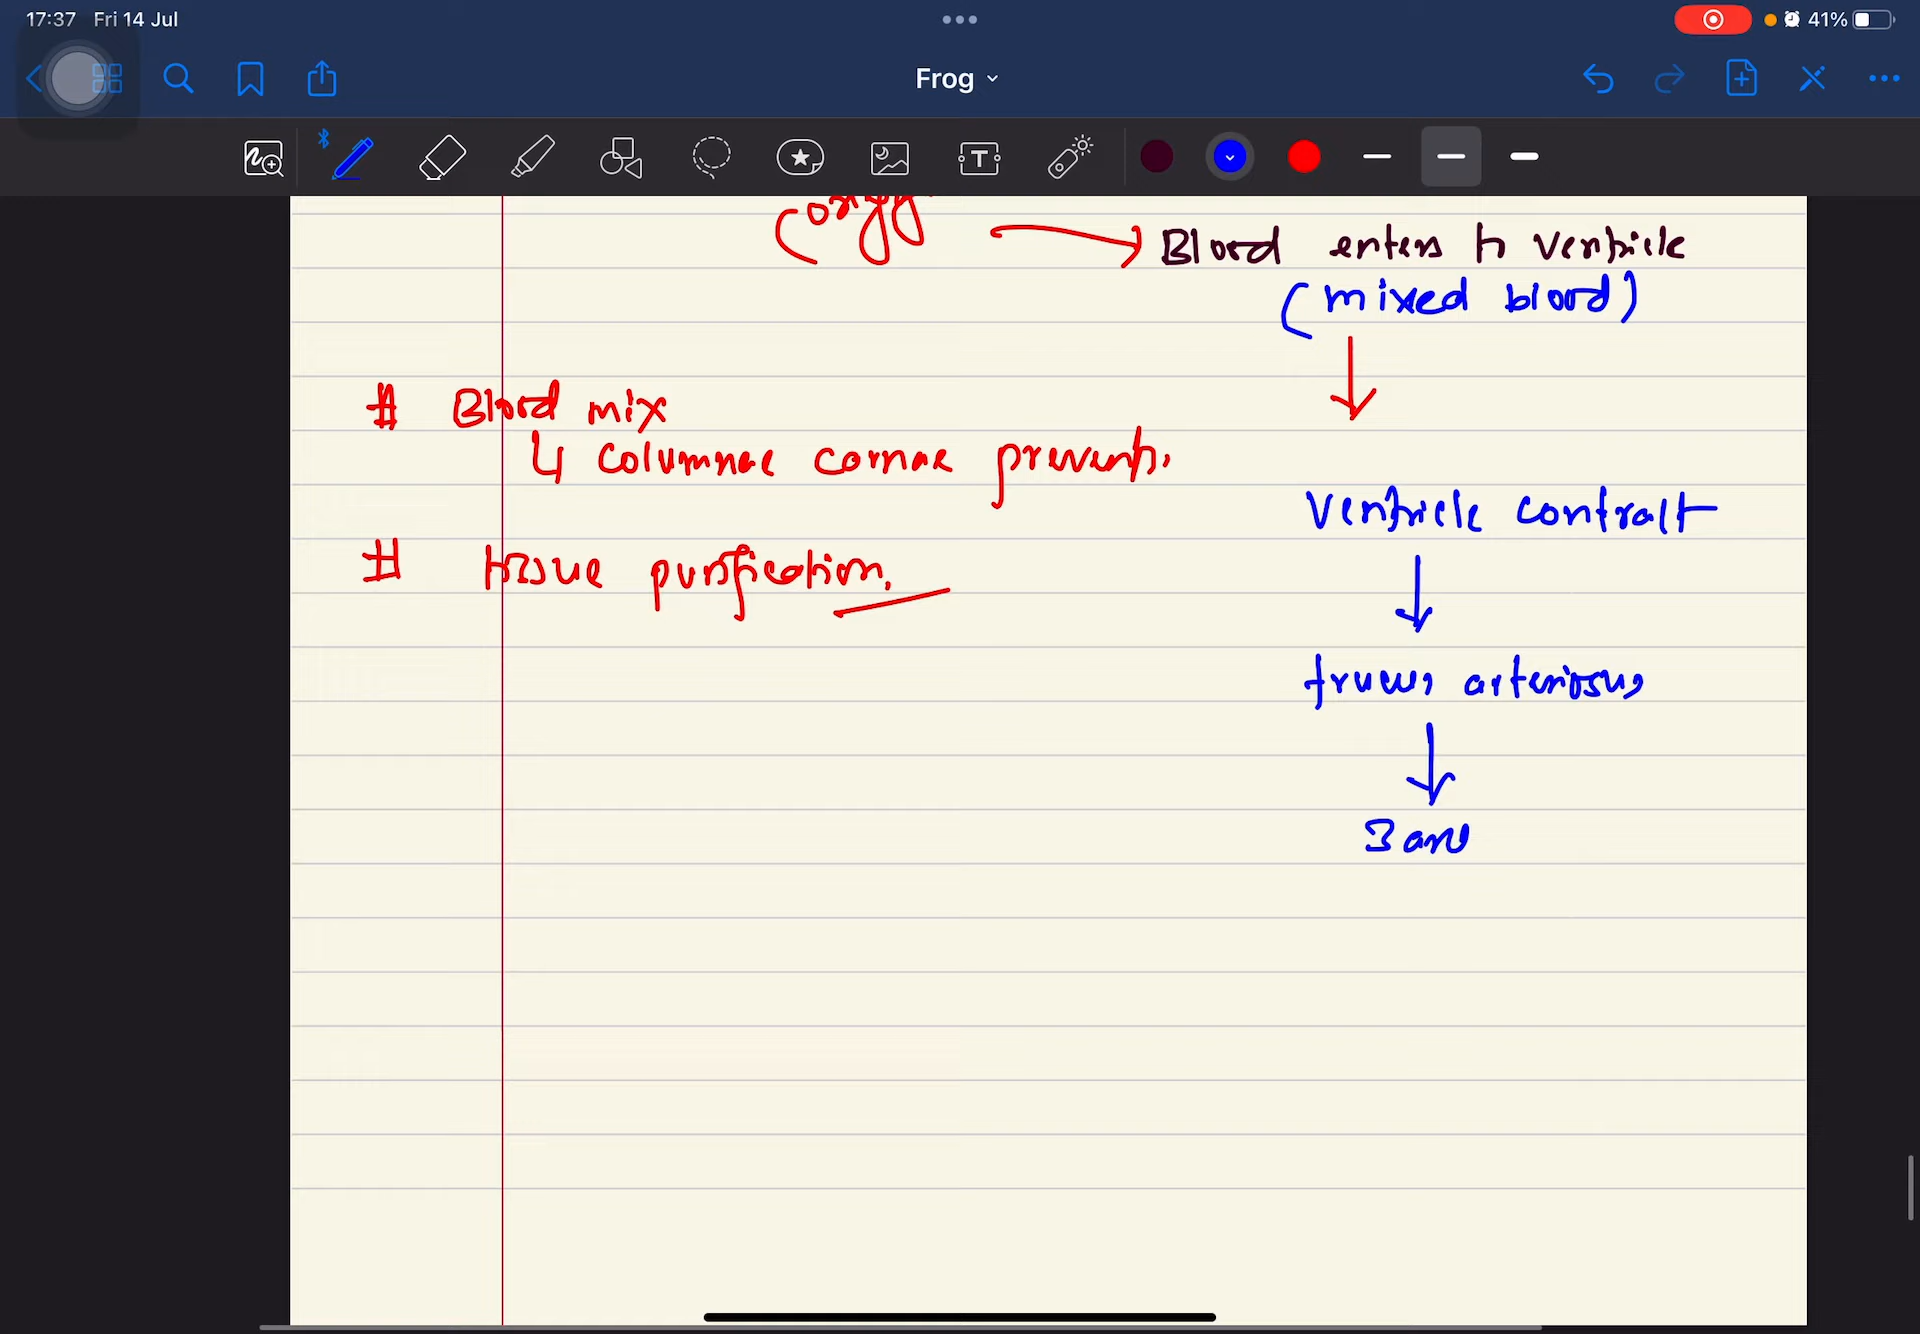 17:37 Fri 14 Jul
41%
Frog
T
Blood enters to ventricle
(mixed blood)
# Blood mix
↳ Columnae carnae prevents.
Ventricle contract
# tissue purification.
truncus arteriosus
3 arch